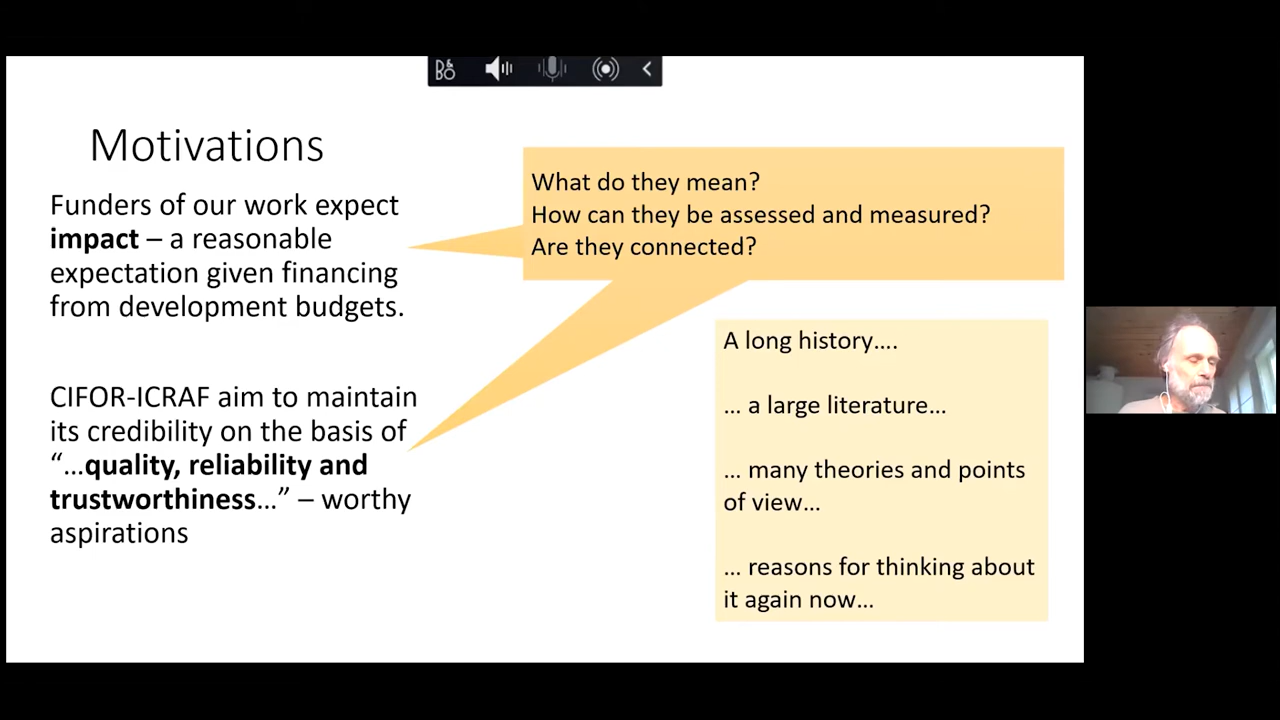 B&O
Motivations
Funders of our work expect
impact – a reasonable
expectation given financing
from development budgets.
CIFOR-ICRAF aim to maintain
its credibility on the basis of
“…quality, reliability and
trustworthiness…” – worthy
aspirations
What do they mean?
How can they be assessed and measured?
Are they connected?
A long history….
… a large literature…
… many theories and points
of view…
… reasons for thinking about
it again now…